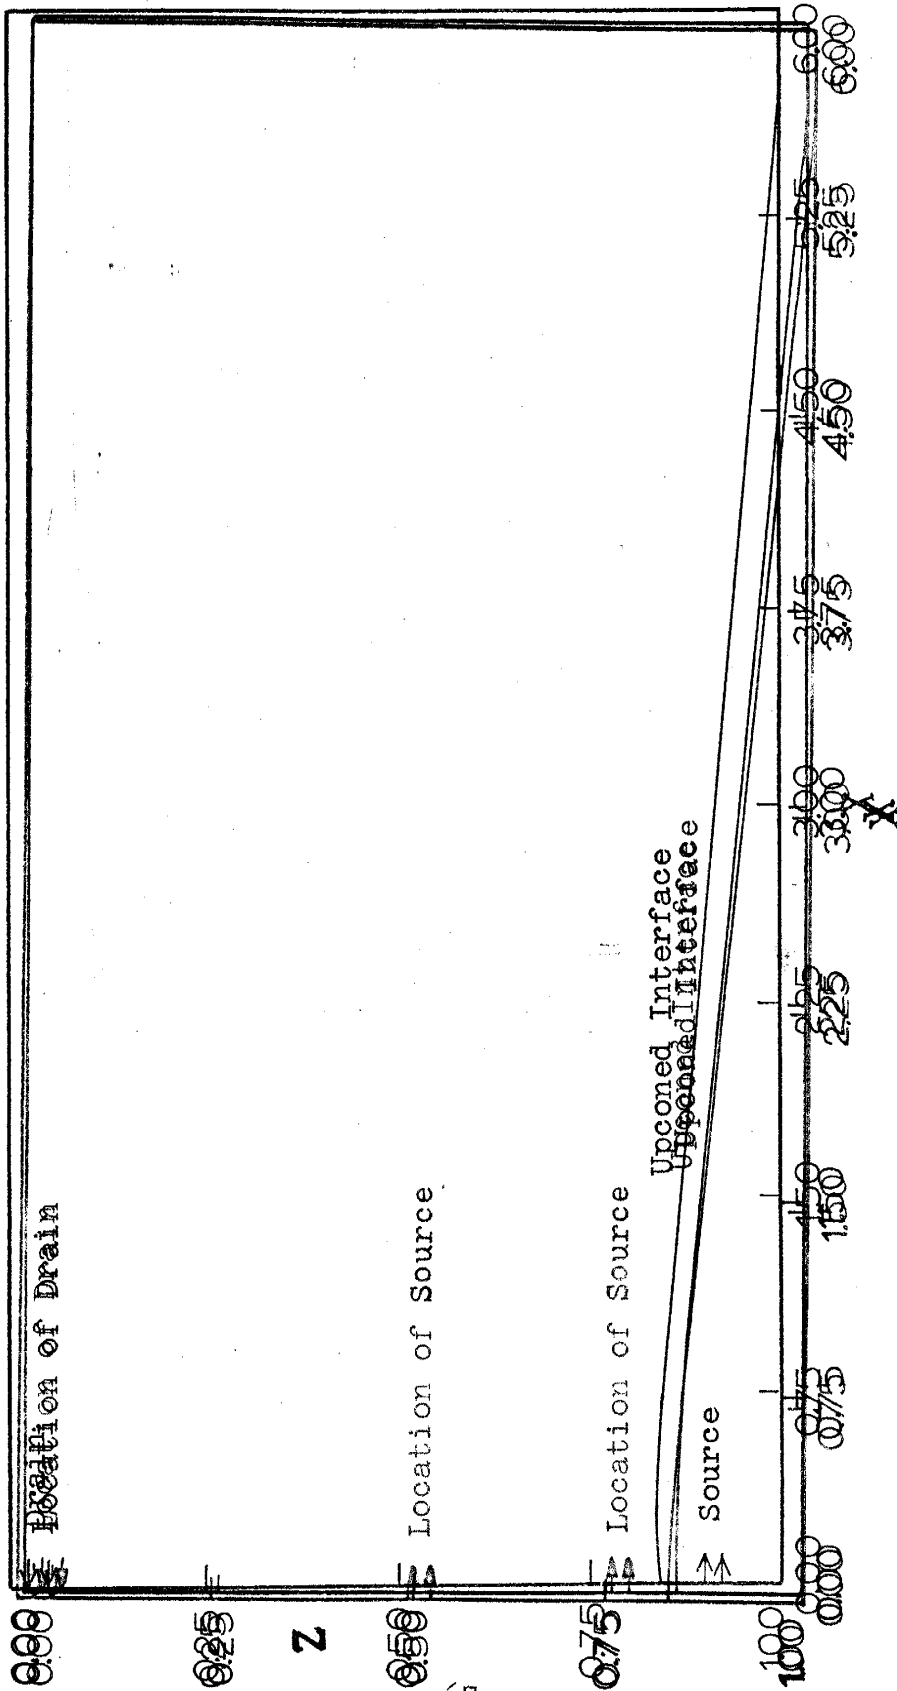 Drain
Location of Drain
Location of Source
Location of Source
Source
Upconed Interface
Upconed Interface
Upconed Interface
Z
0.00
0.25
0.50
0.75
1.00
0.00
0.75
1.50
2.25
3.00
3.75
4.50
5.25
6.00
X